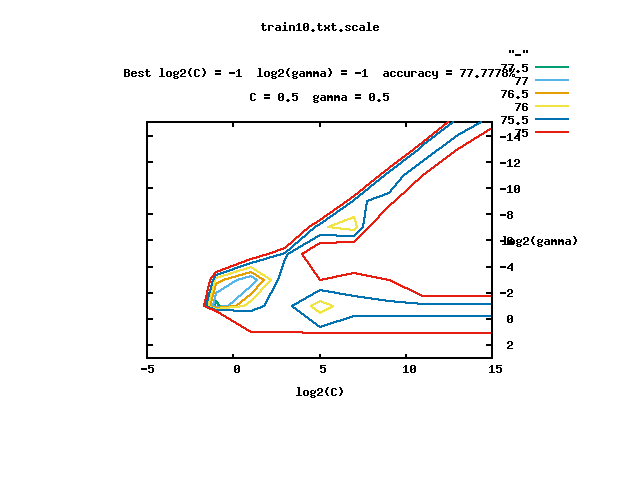 train10.txt.scale
"-"
Best log2(C) = -1 log2(gamma) = -1 accuracy = 77.7778%
77.5
77
C = 0.5 gamma = 0.5
76.5
76
75.5
75
-14
-12
-10
-8
-6
log2(gamma)
-4
-2
0
2
-5 0 5 10 15
log2(C)